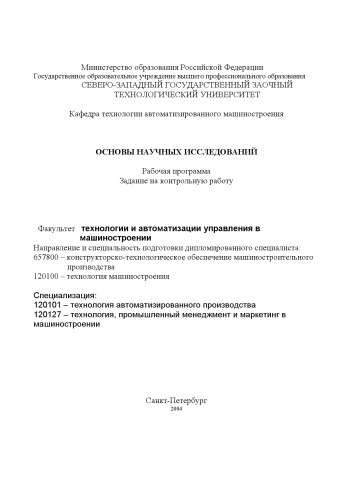 Министерство образования Российской Федерации
Государственное образовательное учреждение высшего профессионального образования
СЕВЕРО-ЗАПАДНЫЙ ГОСУДАРСТВЕННЫЙ ЗАОЧНЫЙ
ТЕХНОЛОГИЧЕСКИЙ УНИВЕРСИТЕТ
Кафедра технологии автоматизированного машиностроения
ОСНОВЫ НАУЧНЫХ ИССЛЕДОВАНИЙ
Рабочая программа
Задание на контрольную работу
Факультет технологии и автоматизации управления в
машиностроении
Направление и специальность подготовки дипломированного специалиста:
657800 – конструкторско-технологическое обеспечение машиностроительного
производства
120100 – технология машиностроения
Специализация:
120101 – технология автоматизированного производства
120127 – технология, промышленный менеджмент и маркетинг в
машиностроении
Санкт-Петербург
2004